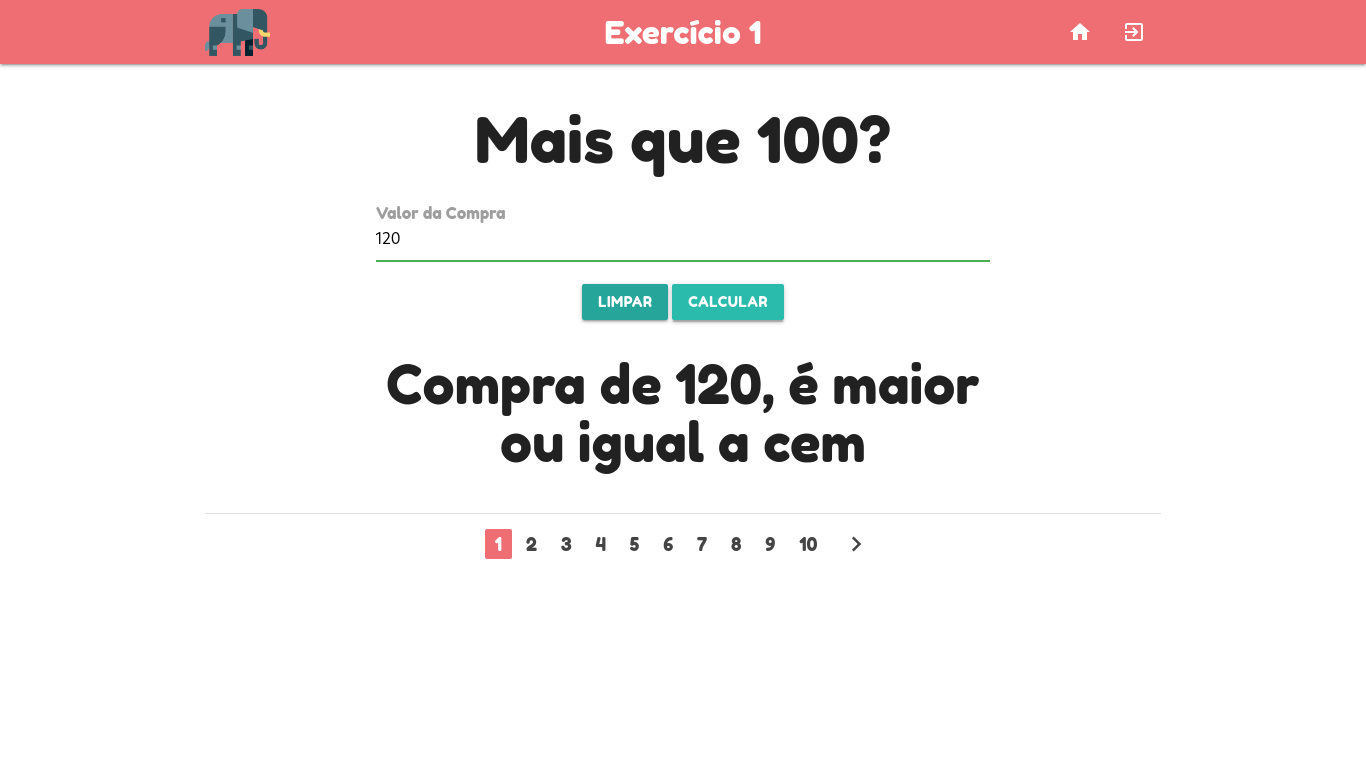 Exercício 1
Mais que 100?
Valor da Compra
120
LIMPAR CALCULAR
Compra de 120, é maior
ou igual a cem
1 2 3 4 5 6 7 8 9 10